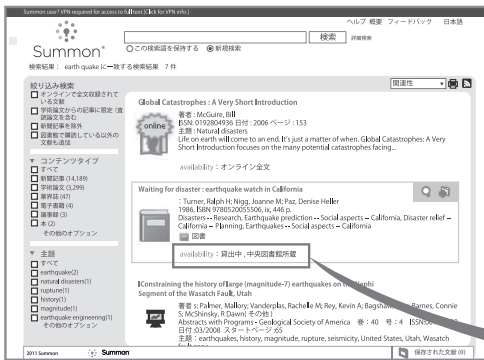 Summon user? VPN required for access to full text.(Click for VPN info.)
ヘルプ 概要 フィードバック 日本語
Summon
検索 詳細検索
この検索語を保持する 新規検索
検索結果： earth quake に一致する検索結果 7 件
絞り込み検索
オンラインで全文収録されている文献
学術論文からの記事に限定（査読論文を含む
新聞記事を除外
図書館で購読している以外の文献も追加
コンテンツタイプ
すべて
新聞記事 (14,189)
学術論文 (3,299)
業界誌 (47)
電子書籍 (4)
議事録 (3)
本 (2)
その他のオプション
主題
すべて
earthquake(2)
natural disasters(1)
rupture(1)
history(1)
magnitude(1)
earthquake engineering(1)
その他のオプション
関連性
Global Catastrophes : A Very Short Introduction
online
著者 : McGuire, Bill
ISSN: 0192804936 日付 : 2006 ページ : 153
主題 : Natural disasters
Life on earth will come to an end. It's just a matter of when. Global Catastrophes: A Very
Short Introduction focuses on the many potential catastrophes facing...
availability：オンライン全文
Waiting for disaster : earthquake watch in California
: Turner, Ralph H; Nigg, Joanne M; Paz, Denise Heller
1986, ISBN 9780520055506, ix, 446 p.
Disasters -- Research, Earthquake prediction -- Social aspects -- California, Disaster relief --
California -- Planning, Earthquakes -- Social aspects -- California
図書
availability：貸出中 , 中央図書館所蔵
Constraining the history of large (magnitude-7) earthquakes on the Nephi
Segment of the Wasatch Fault, Utah
著者 s: Palmer, Mallory; Vanderplas, Rachelle M; Rey, Kevin A; Barnes, Connie
S; McShinsky, R Dawn( その他 )
Abstracts with Programs - Geological Society of America 巻 : 40 号 : 4
日付 03/2008 スタートページ :65
主題 : earthquakes, history, magnitude, rupture, seismicity, United States, Utah, Wasatch
2011 Summon Summon 保存された文献 (0)